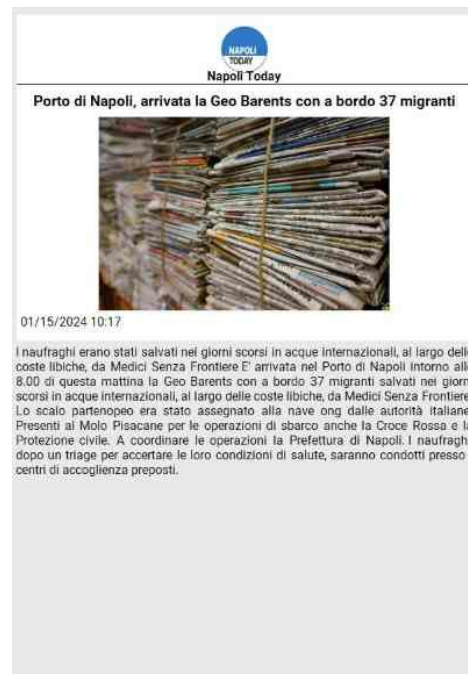 NAPOLI
TODAY
Napoli Today
Porto di Napoli, arrivata la Geo Barents con a bordo 37 migranti
01/15/2024 10:17
I naufraghi erano stati salvati nei giorni scorsi in acque internazionali, al largo dell
coste libiche, da Medici Senza Frontiere E' arrivata nel Porto di Napoli intorno all
8.00 di questa mattina la Geo Barents con a bordo 37 migranti salvati nei giorn
scorsi in acque internazionali, al largo delle coste libiche, da Medici Senza Frontiere
Lo scalo partenopeo era stato assegnato alla nave ong dalle autorità italiane
Presenti al Molo Pisacane per le operazioni di sbarco anche la Croce Rossa e la
Protezione civile. A coordinare le operazioni la Prefettura di Napoli. I naufragh
dopo un triage per accertare le loro condizioni di salute, saranno condotti presso
centri di accoglienza preposti.